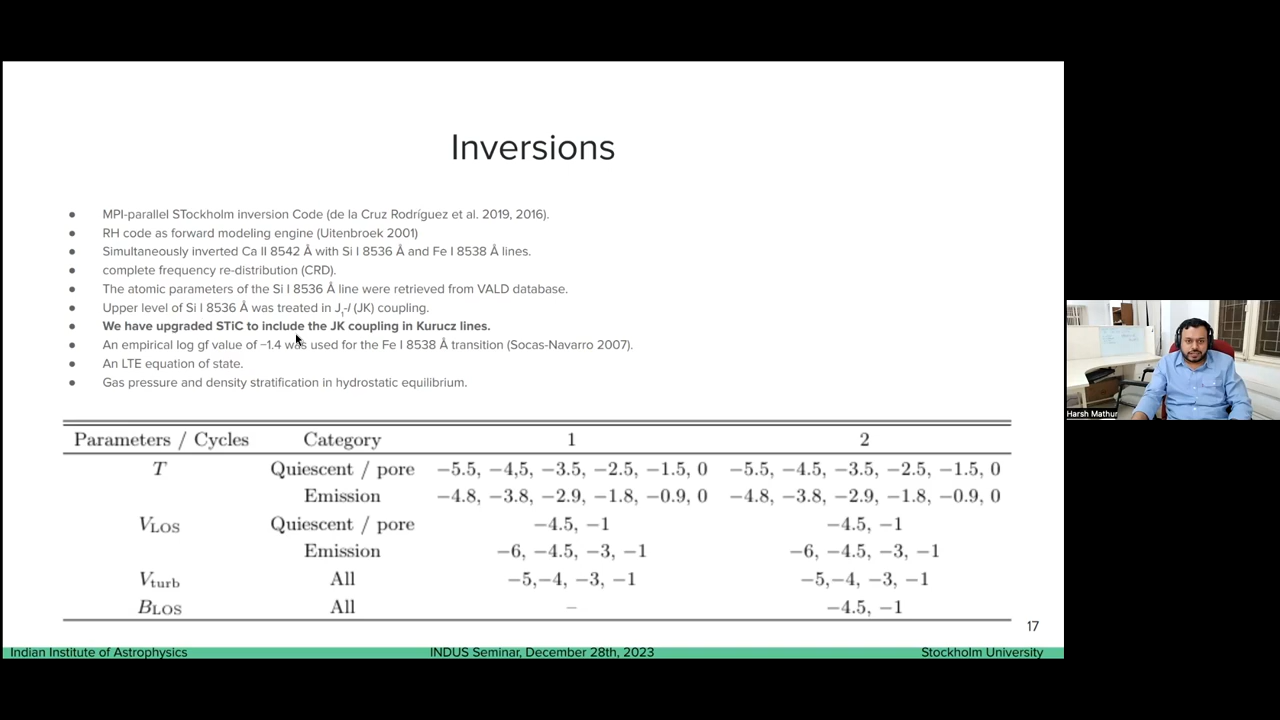 Inversions
● MPI-parallel STockholm inversion Code (de la Cruz Rodríguez et al. 2019, 2016).
● RH code as forward modeling engine (Uitenbroek 2001)
● Simultaneously inverted Ca II 8542 Å with Si I 8536 Å and Fe I 8538 Å lines.
● complete frequency re-distribution (CRD).
● The atomic parameters of the Si I 8536 Å line were retrieved from VALD database.
● Upper level of Si I 8536 Å was treated in J₁-l (JK) coupling.
● We have upgraded STiC to include the JK coupling in Kurucz lines.
● An empirical log gf value of −1.4 was used for the Fe I 8538 Å transition (Socas-Navarro 2007).
● An LTE equation of state.
● Gas pressure and density stratification in hydrostatic equilibrium.
Parameters / Cycles Category 1 2
T Quiescent / pore −5.5, −4,5, −3.5, −2.5, −1.5, 0 −5.5, −4.5, −3.5, −2.5, −1.5, 0
Emission −4.8, −3.8, −2.9, −1.8, −0.9, 0 −4.8, −3.8, −2.9, −1.8, −0.9, 0
V_LOS Quiescent / pore −4.5, −1 −4.5, −1
Emission −6, −4.5, −3, −1 −6, −4.5, −3, −1
V_turb All −5,−4, −3, −1 −5,−4, −3, −1
B_LOS All – −4.5, −1
17
Indian Institute of Astrophysics INDUS Seminar, December 28th, 2023 Stockholm University
Harsh Mathur